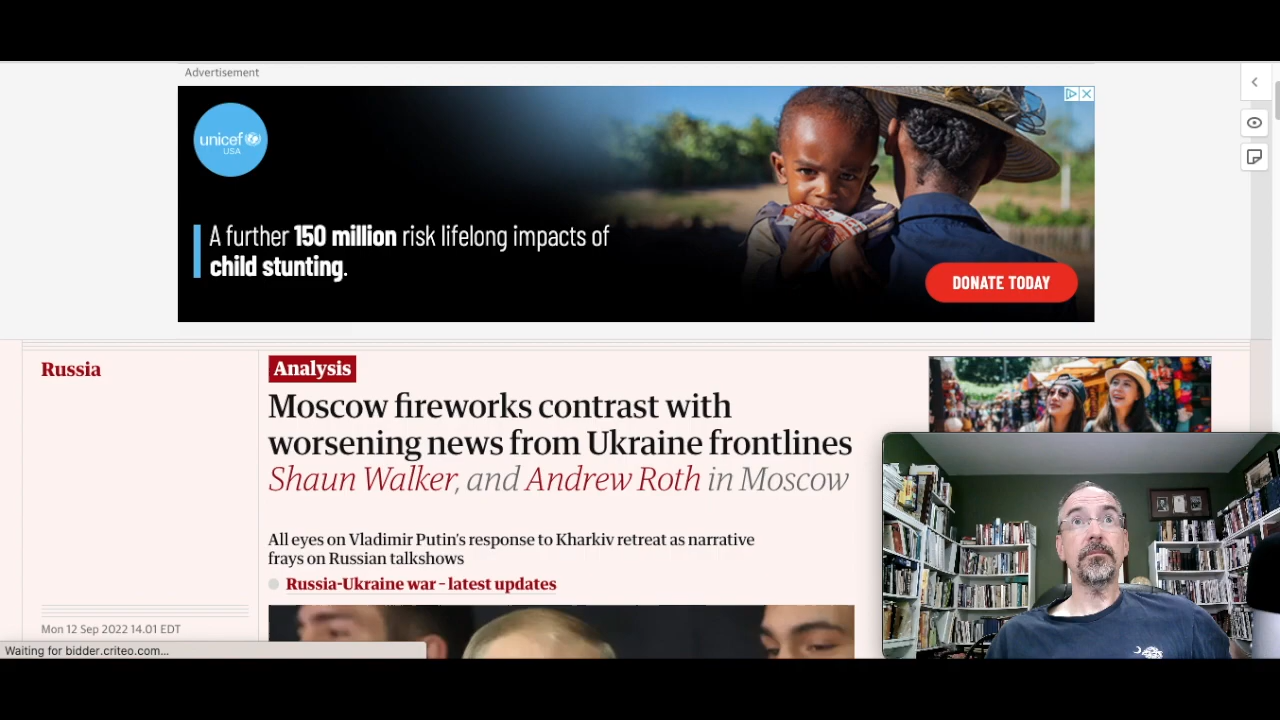 Advertisement
unicef
USA
A further 150 million risk lifelong impacts of
child stunting.
DONATE TODAY
Russia
Analysis
Moscow fireworks contrast with
worsening news from Ukraine frontlines
Shaun Walker, and Andrew Roth in Moscow
All eyes on Vladimir Putin's response to Kharkiv retreat as narrative
frays on Russian talkshows
Russia-Ukraine war – latest updates
Mon 12 Sep 2022 14.01 EDT
Waiting for bidder.criteo.com...